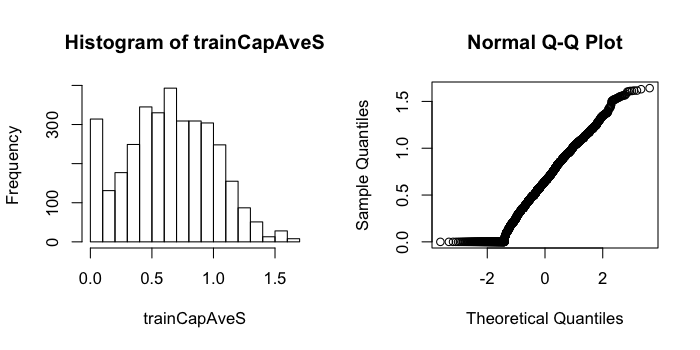 Histogram of trainCapAveS
Frequency
300
100
0
0.0 0.5 1.0 1.5
trainCapAveS
Normal Q-Q Plot
Sample Quantiles
1.5
1.0
0.5
0.0
-2 0 2
Theoretical Quantiles